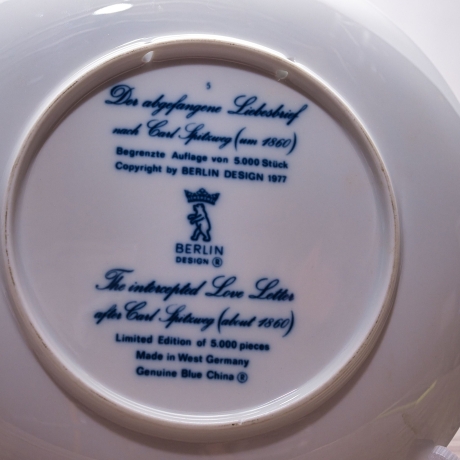 Der abgefangene Liebesbrief
nach Carl Spitzweg (um 1860)
Begrenzte Auflage von 5.000 Stück
Copyright by BERLIN DESIGN 1977
BERLIN
DESIGN ®
The intercepted Love Letter
after Carl Spitzweg (about 1860)
Limited Edition of 5.000 pieces
Made in West Germany
Genuine Blue China ®